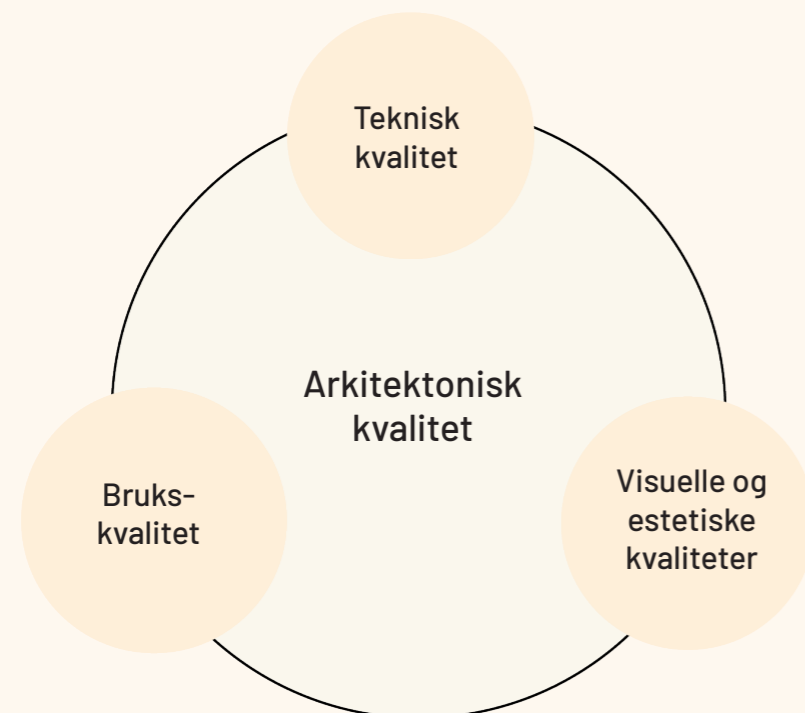 Teknisk
kvalitet
Arkitektonisk
kvalitet
Bruks-
kvalitet
Visuelle og
estetiske
kvaliteter